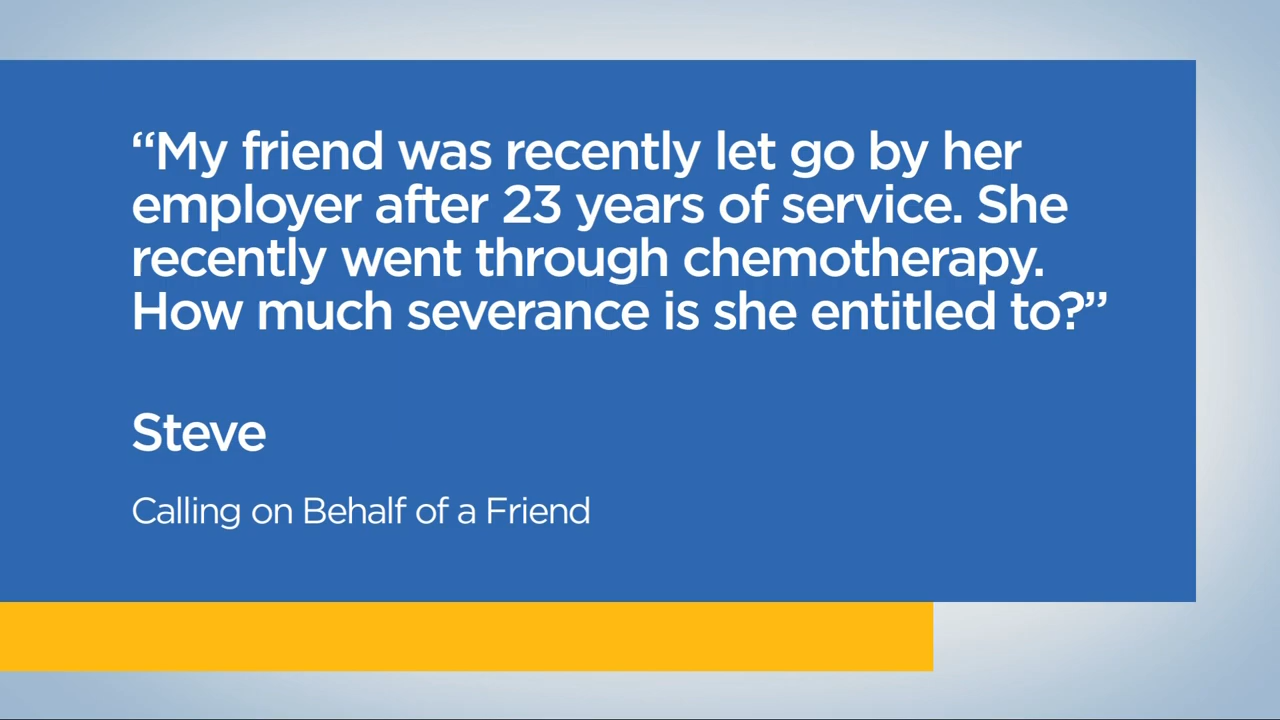 “My friend was recently let go by her
employer after 23 years of service. She
recently went through chemotherapy.
How much severance is she entitled to?”
Steve
Calling on Behalf of a Friend